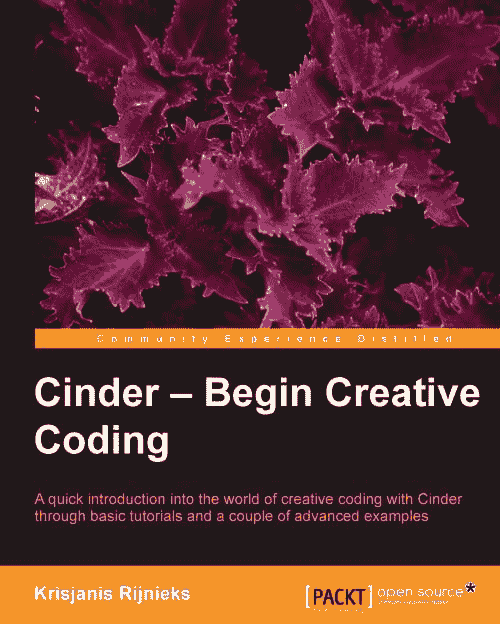 Community Experience Distilled
Cinder – Begin Creative
Coding
A quick introduction into the world of creative coding with Cinder
through basic tutorials and a couple of advanced examples
Krisjanis Rijnieks
[PACKT] open source*